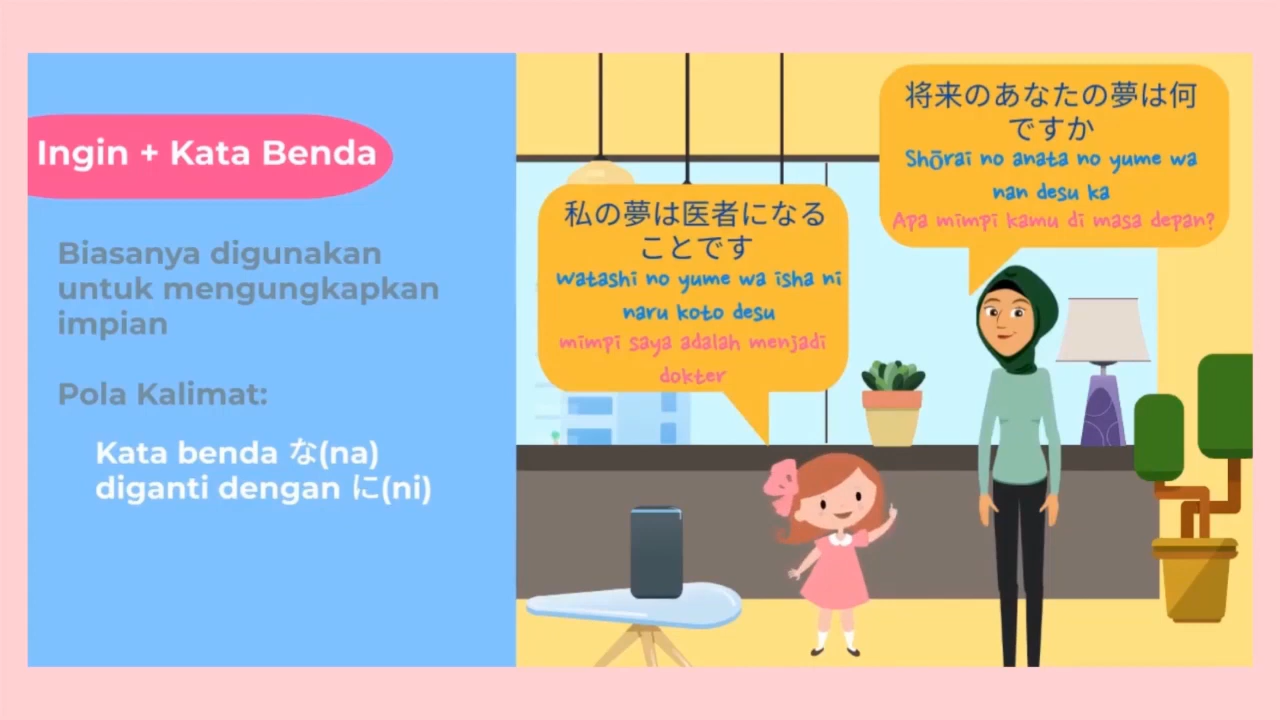 Ingin + Kata Benda
Biasanya digunakan
untuk mengungkapkan
impian
Pola Kalimat:
Kata benda な(na)
diganti dengan に(ni)
将来のあなたの夢は何
ですか
Shōrai no anata no yume wa
nan desu ka
Apa mimpi kamu di masa depan?
私の夢は医者になる
ことです
watashi no yume wa isha ni
naru koto desu
mimpi saya adalah menjadi
dokter